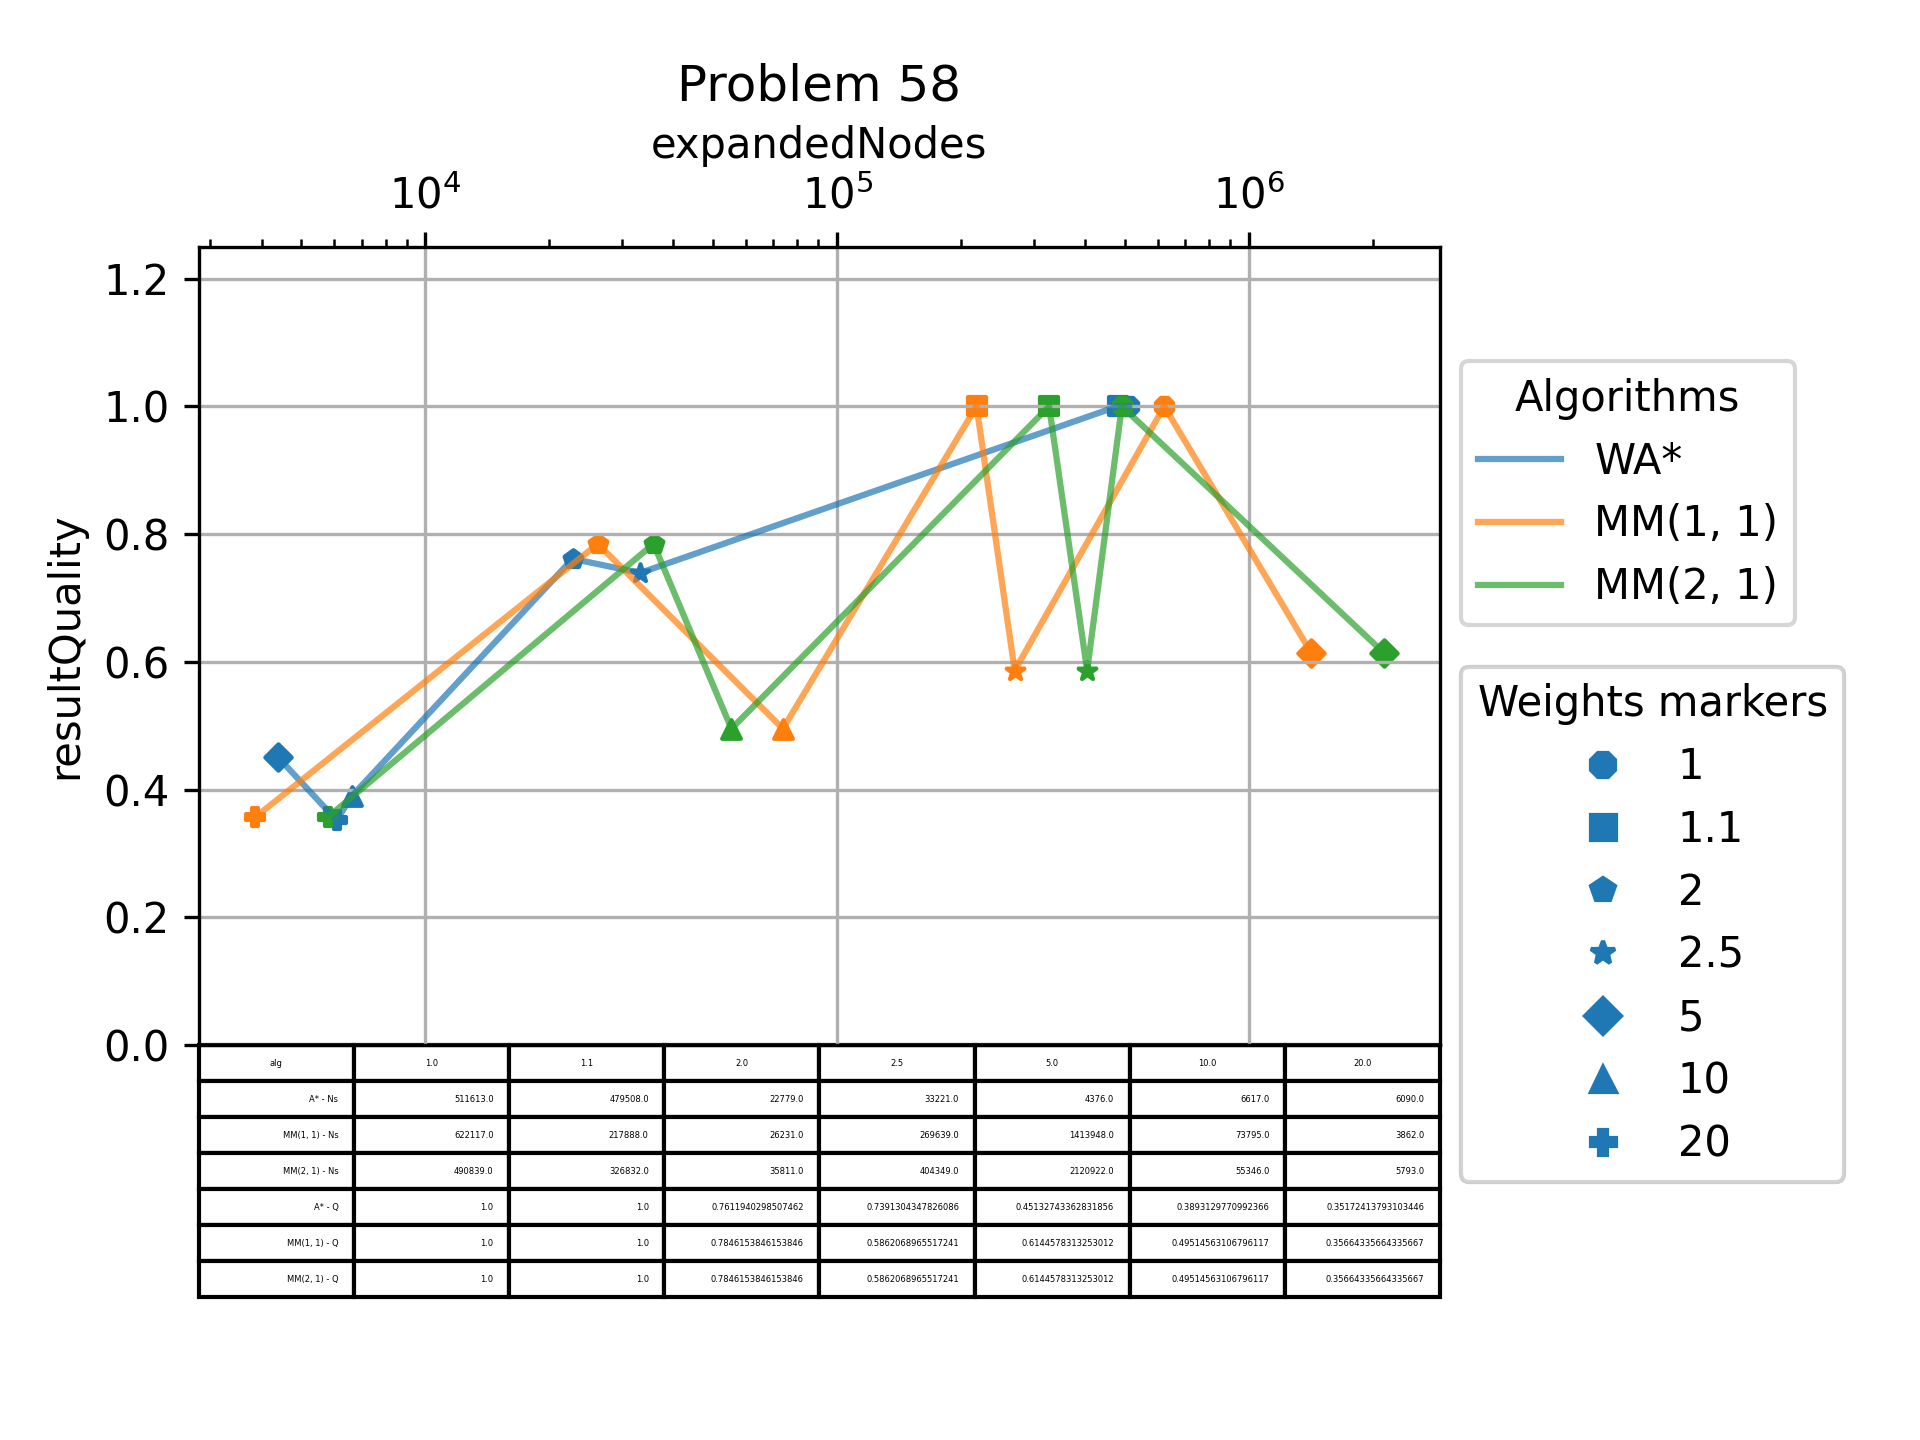 Problem 58
expandedNodes
10⁴ 10⁵ 10⁶
resultQuality
1.2
1.0
0.8
0.6
0.4
0.2
0.0
Algorithms
WA*
MM(1, 1)
MM(2, 1)
Weights markers
1
1.1
2
2.5
5
10
20
alg 1.0 1.1 2.0 2.5 5.0 10.0 20.0
A* - Ns 511613.0 479508.0 22779.0 33221.0 4376.0 6617.0 6090.0
MM(1, 1) - Ns 622117.0 217888.0 26231.0 269639.0 1413948.0 73795.0 3862.0
MM(2, 1) - Ns 490839.0 326832.0 35811.0 404349.0 2120922.0 55346.0 5793.0
A* - Q 1.0 1.0 0.7611940298507462 0.7391304347826086 0.45132743362831856 0.3893129770992366 0.35172413793103446
MM(1, 1) - Q 1.0 1.0 0.7846153846153846 0.5862068965517241 0.6144578313253012 0.49514563106796117 0.35664335664335667
MM(2, 1) - Q 1.0 1.0 0.7846153846153846 0.5862068965517241 0.6144578313253012 0.49514563106796117 0.35664335664335667